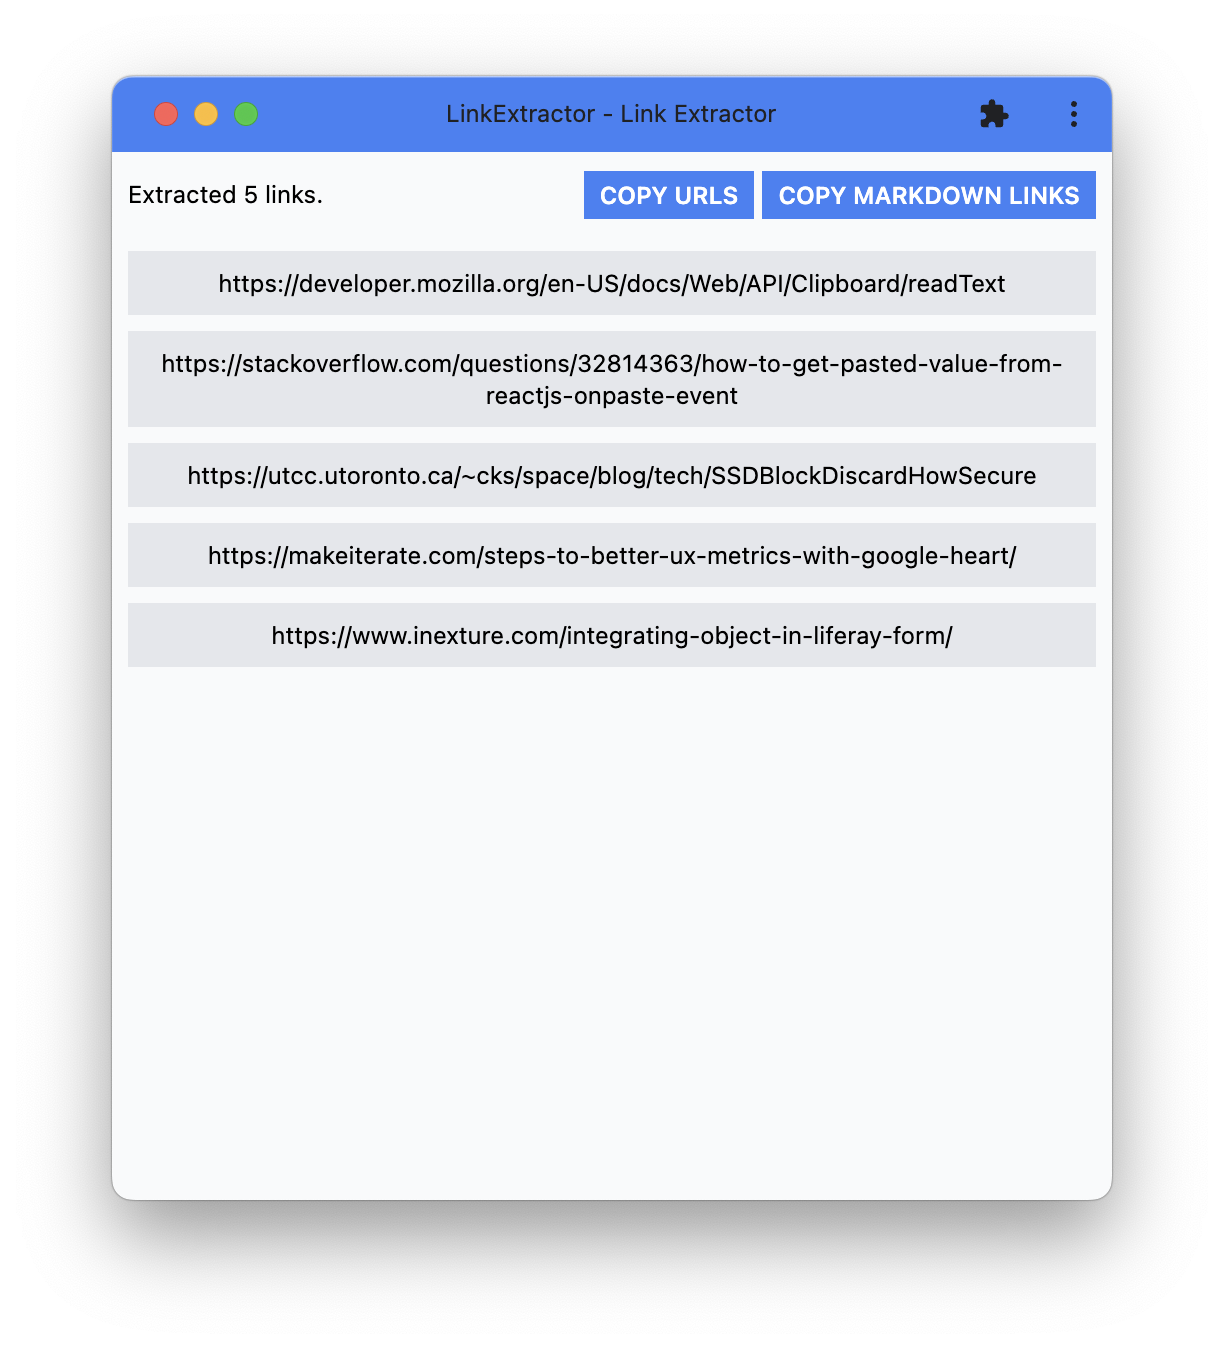 LinkExtractor - Link Extractor
Extracted 5 links.
COPY URLS
COPY MARKDOWN LINKS
https://developer.mozilla.org/en-US/docs/Web/API/Clipboard/readText
https://stackoverflow.com/questions/32814363/how-to-get-pasted-value-from-
reactjs-onpaste-event
https://utcc.utoronto.ca/~cks/space/blog/tech/SSDBlockDiscardHowSecure
https://makeiterate.com/steps-to-better-ux-metrics-with-google-heart/
https://www.inexture.com/integrating-object-in-liferay-form/